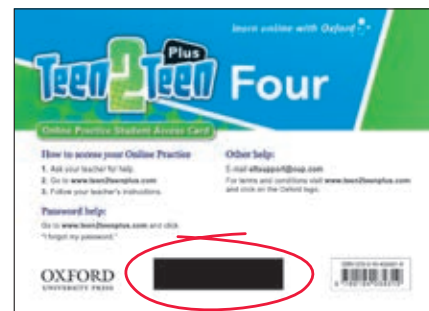 learn online with Oxford
Teen2Teen Plus
Four
Online Practice Student Access Card
How to access your Online Practice
1. Ask your teacher for help.
2. Go to www.teen2teenplus.com
3. Follow your teacher's instructions.
Password help:
Go to www.teen2teenplus.com and click
"I forgot my password."
Other help:
E-mail eltsupport@oup.com
For terms and conditions visit www.teen2teenplus.com
and click on the Oxford logo.
OXFORD
UNIVERSITY PRESS